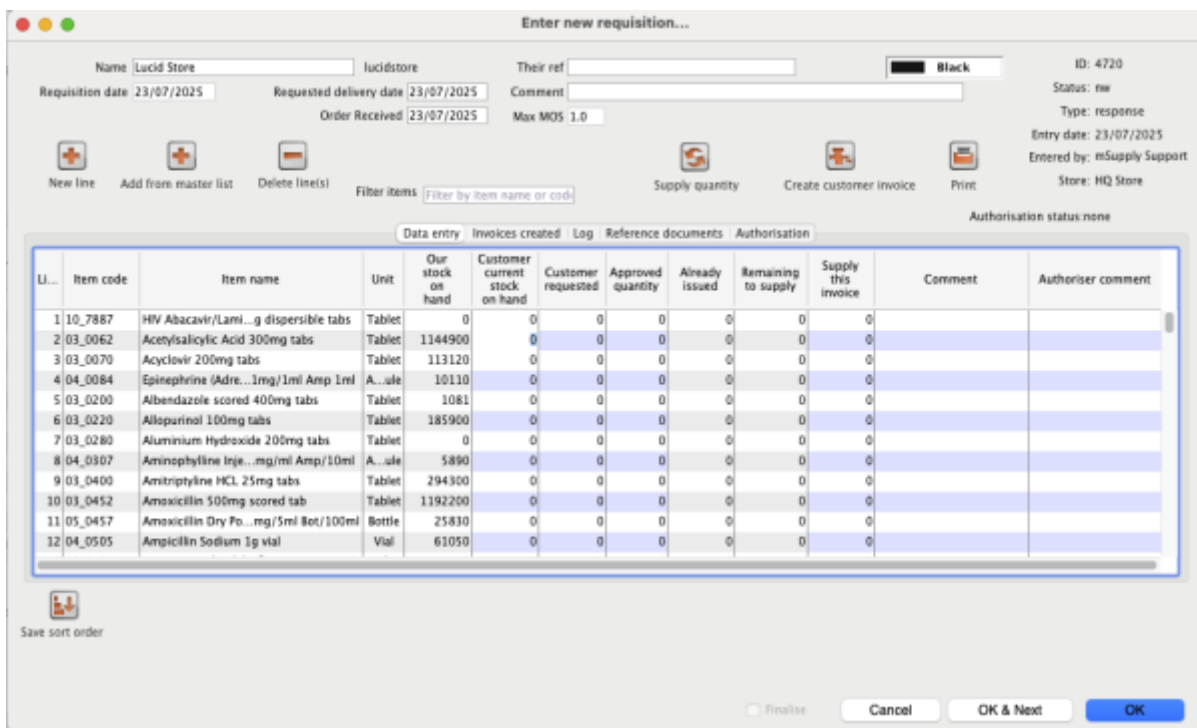 Enter new requisition...
Name Lucid Store lucidstore Their ref Black ID: 4720
Requisition date 23/07/2025 Requested delivery date 23/07/2025 Comment Status: nw
Order Received 23/07/2025 Max MOS 1.0 Type: response
Entry date: 23/07/2025
Entered by: mSupply Support
Store: HQ Store
New line Add from master list Delete line(s) Filter items Filter by item name or code Supply quantity Create customer invoice Print
Authorisation status:none
Data entry Invoices created Log Reference documents Authorisation
Li... Item code Item name Unit Our stock on hand Customer current stock on hand Customer requested Approved quantity Already issued Remaining to supply Supply this invoice Comment Authoriser comment
1 10_7887 HIV Abacavir/Lami...g dispersible tabs Tablet 0 0 0 0 0 0 0
2 03_0062 Acetylsalicylic Acid 300mg tabs Tablet 1144900 0 0 0 0 0 0
3 03_0070 Acyclovir 200mg tabs Tablet 113120 0 0 0 0 0 0
4 04_0084 Epinephrine (Adre...1mg/1ml Amp 1ml A...ule 10110 0 0 0 0 0 0
5 03_0200 Albendazole scored 400mg tabs Tablet 1081 0 0 0 0 0 0
6 03_0220 Allopurinol 100mg tabs Tablet 185900 0 0 0 0 0 0
7 03_0280 Aluminium Hydroxide 200mg tabs Tablet 0 0 0 0 0 0 0
8 04_0307 Aminophylline Inje...mg/ml Amp/10ml A...ule 5890 0 0 0 0 0 0
9 03_0400 Amitriptyline HCL 25mg tabs Tablet 294300 0 0 0 0 0 0
10 03_0452 Amoxicillin 500mg scored tab Tablet 1192200 0 0 0 0 0 0
11 05_0457 Amoxicillin Dry Po...mg/5ml Bot/100ml Bottle 25830 0 0 0 0 0 0
12 04_0505 Ampicillin Sodium 1g vial Vial 61050 0 0 0 0 0 0
Save sort order
Finalise Cancel OK & Next OK